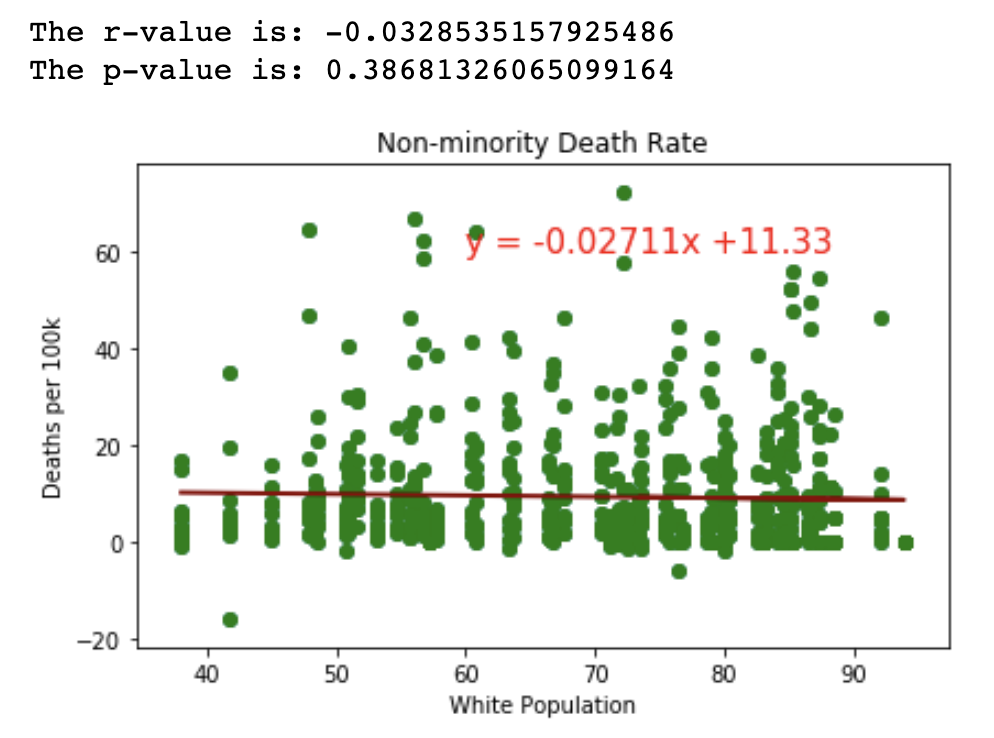 The r-value is: -0.0328535157925486
The p-value is: 0.38681326065099164
Non-minority Death Rate
y = -0.02711x +11.33
Deaths per 100k
60
40
20
0
−20
40 50 60 70 80 90
White Population